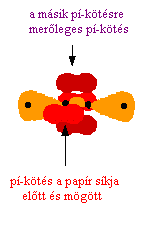 a másik pí-kötésre
merőleges pí-kötés
pí-kötés a papír síkja
előtt és mögött